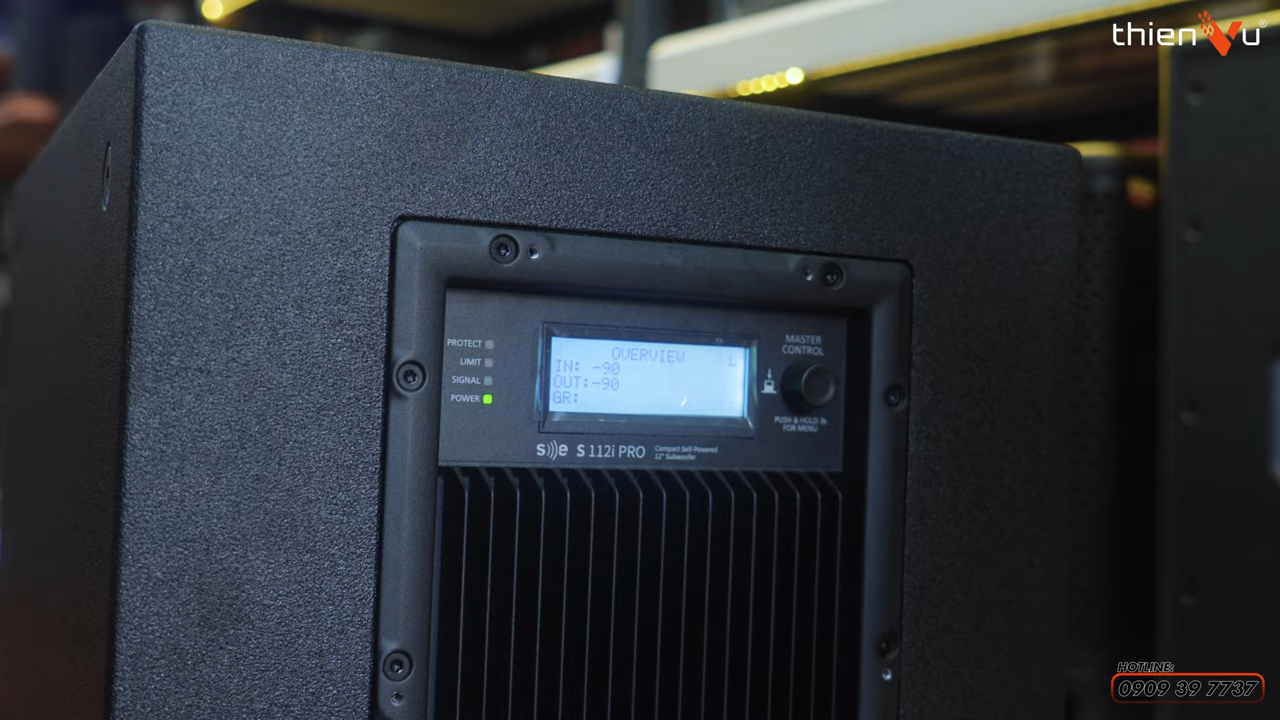 thienVu®
PROTECT
LIMIT
SIGNAL
POWER
OVERVIEW
L
IN: -90
OUT:-90
GR:
MASTER
CONTROL
PUSH & HOLD 3s
FOR MENU
S)))e S 112i PRO
Compact Self-Powered
12" Subwoofer
HOTLINE:
0909 39 7737